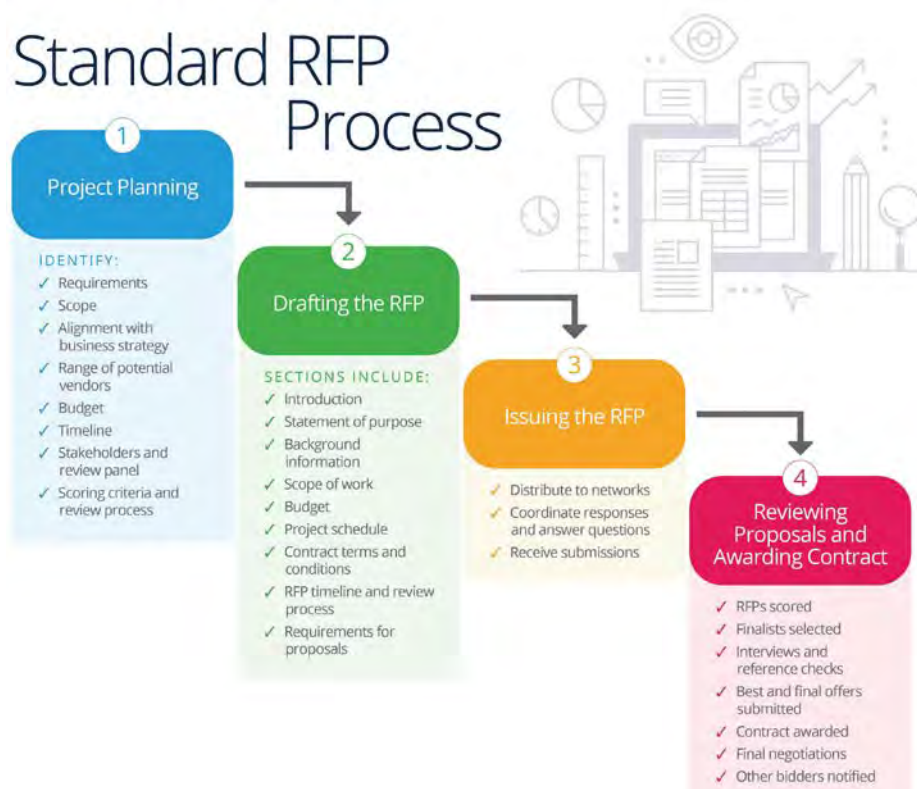 Standard RFP
Process
1
Project Planning
IDENTIFY:
✓ Requirements
✓ Scope
✓ Alignment with
business strategy
✓ Range of potential
vendors
✓ Budget
✓ Timeline
✓ Stakeholders and
review panel
✓ Scoring criteria and
review process
2
Drafting the RFP
SECTIONS INCLUDE:
✓ Introduction
✓ Statement of purpose
✓ Background
information
✓ Scope of work
✓ Budget
✓ Project schedule
✓ Contract terms and
conditions
✓ RFP timeline and review
process
✓ Requirements for
proposals
3
Issuing the RFP
✓ Distribute to networks
✓ Coordinate responses
and answer questions
✓ Receive submissions
4
Reviewing
Proposals and
Awarding Contract
✓ RFPs scored
✓ Finalists selected
✓ Interviews and
reference checks
✓ Best and final offers
submitted
✓ Contract awarded
✓ Final negotiations
✓ Other bidders notified